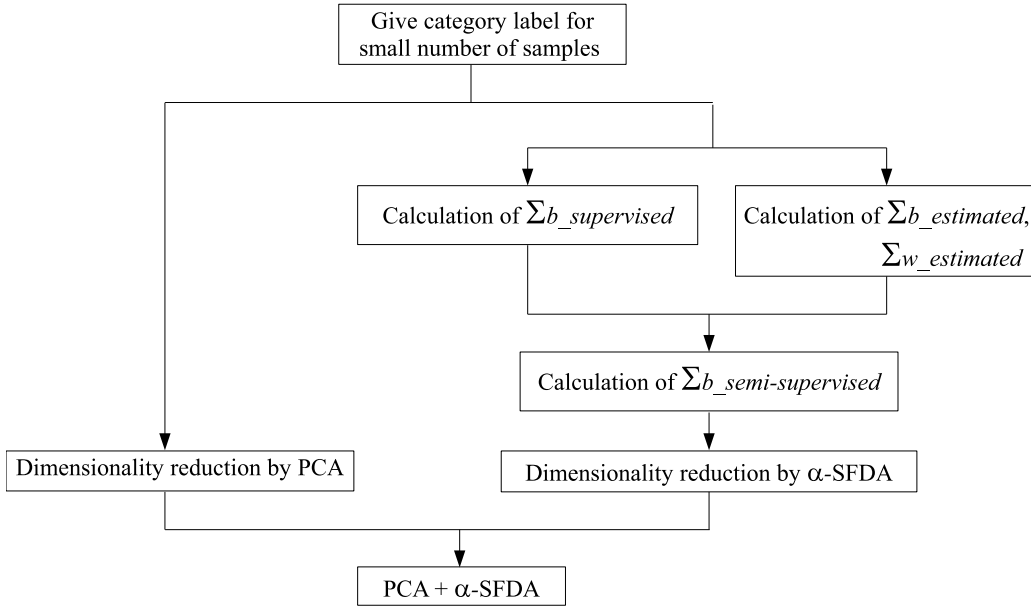 Give category label for
small number of samples
Calculation of Σb_supervised
Calculation of Σb_estimated,
Σw_estimated
Calculation of Σb_semi-supervised
Dimensionality reduction by PCA
Dimensionality reduction by α-SFDA
PCA + α-SFDA